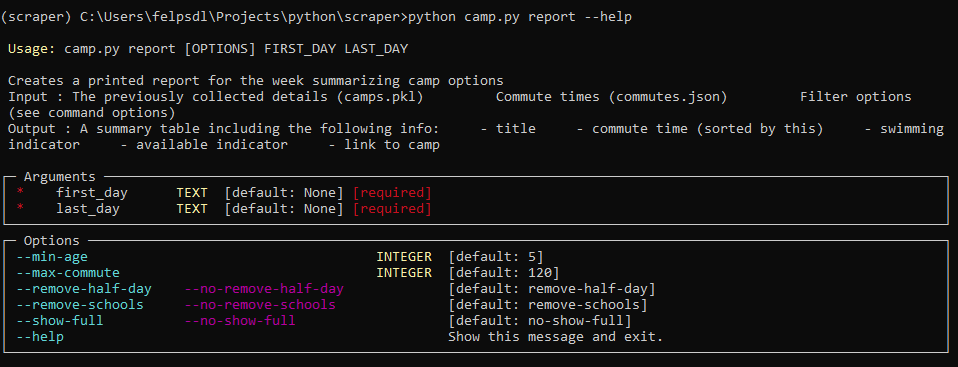 (scraper) C:\Users\felpsdl\Projects\python\scraper>python camp.py report --help
Usage: camp.py report [OPTIONS] FIRST_DAY LAST_DAY
Creates a printed report for the week summarizing camp options
Input : The previously collected details (camps.pkl)         Commute times (commutes.json)         Filter options
(see command options)
Output : A summary table including the following info:     - title     - commute time (sorted by this)     - swimming
indicator     - available indicator     - link to camp
Arguments
*    first_day      TEXT  [default: None] [required]
*    last_day       TEXT  [default: None] [required]
Options
--min-age                                    INTEGER  [default: 5]
--max-commute                                INTEGER  [default: 120]
--remove-half-day    --no-remove-half-day             [default: remove-half-day]
--remove-schools     --no-remove-schools              [default: remove-schools]
--show-full          --no-show-full                   [default: no-show-full]
--help                                                Show this message and exit.